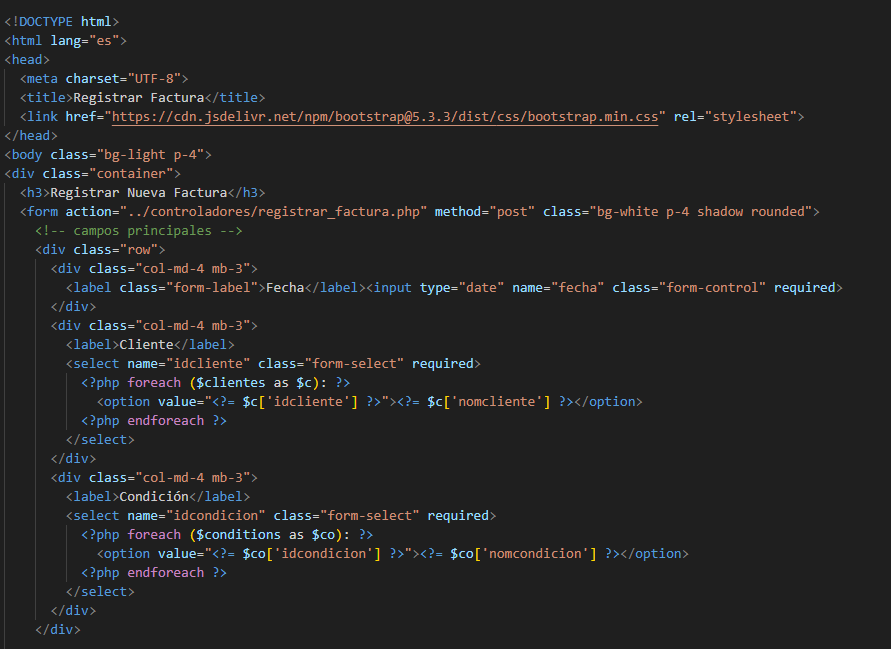 <!DOCTYPE html>
<html lang="es">
<head>
<meta charset="UTF-8">
<title>Registrar Factura</title>
<link href="https://cdn.jsdelivr.net/npm/bootstrap@5.3.3/dist/css/bootstrap.min.css" rel="stylesheet">
</head>
<body class="bg-light p-4">
<div class="container">
<h3>Registrar Nueva Factura</h3>
<form action="../controladores/registrar_factura.php" method="post" class="bg-white p-4 shadow rounded">
<!-- campos principales -->
<div class="row">
<div class="col-md-4 mb-3">
<label class="form-label">Fecha</label><input type="date" name="fecha" class="form-control" required>
</div>
<div class="col-md-4 mb-3">
<label>Cliente</label>
<select name="idcliente" class="form-select" required>
<?php foreach ($clientes as $c): ?>
<option value="<?= $c['idcliente'] ?>"><?= $c['nomcliente'] ?></option>
<?php endforeach ?>
</select>
</div>
<div class="col-md-4 mb-3">
<label>Condición</label>
<select name="idcondicion" class="form-select" required>
<?php foreach ($conditions as $co): ?>
<option value="<?= $co['idcondicion'] ?>"><?= $co['nomcondicion'] ?></option>
<?php endforeach ?>
</select>
</div>
</div>